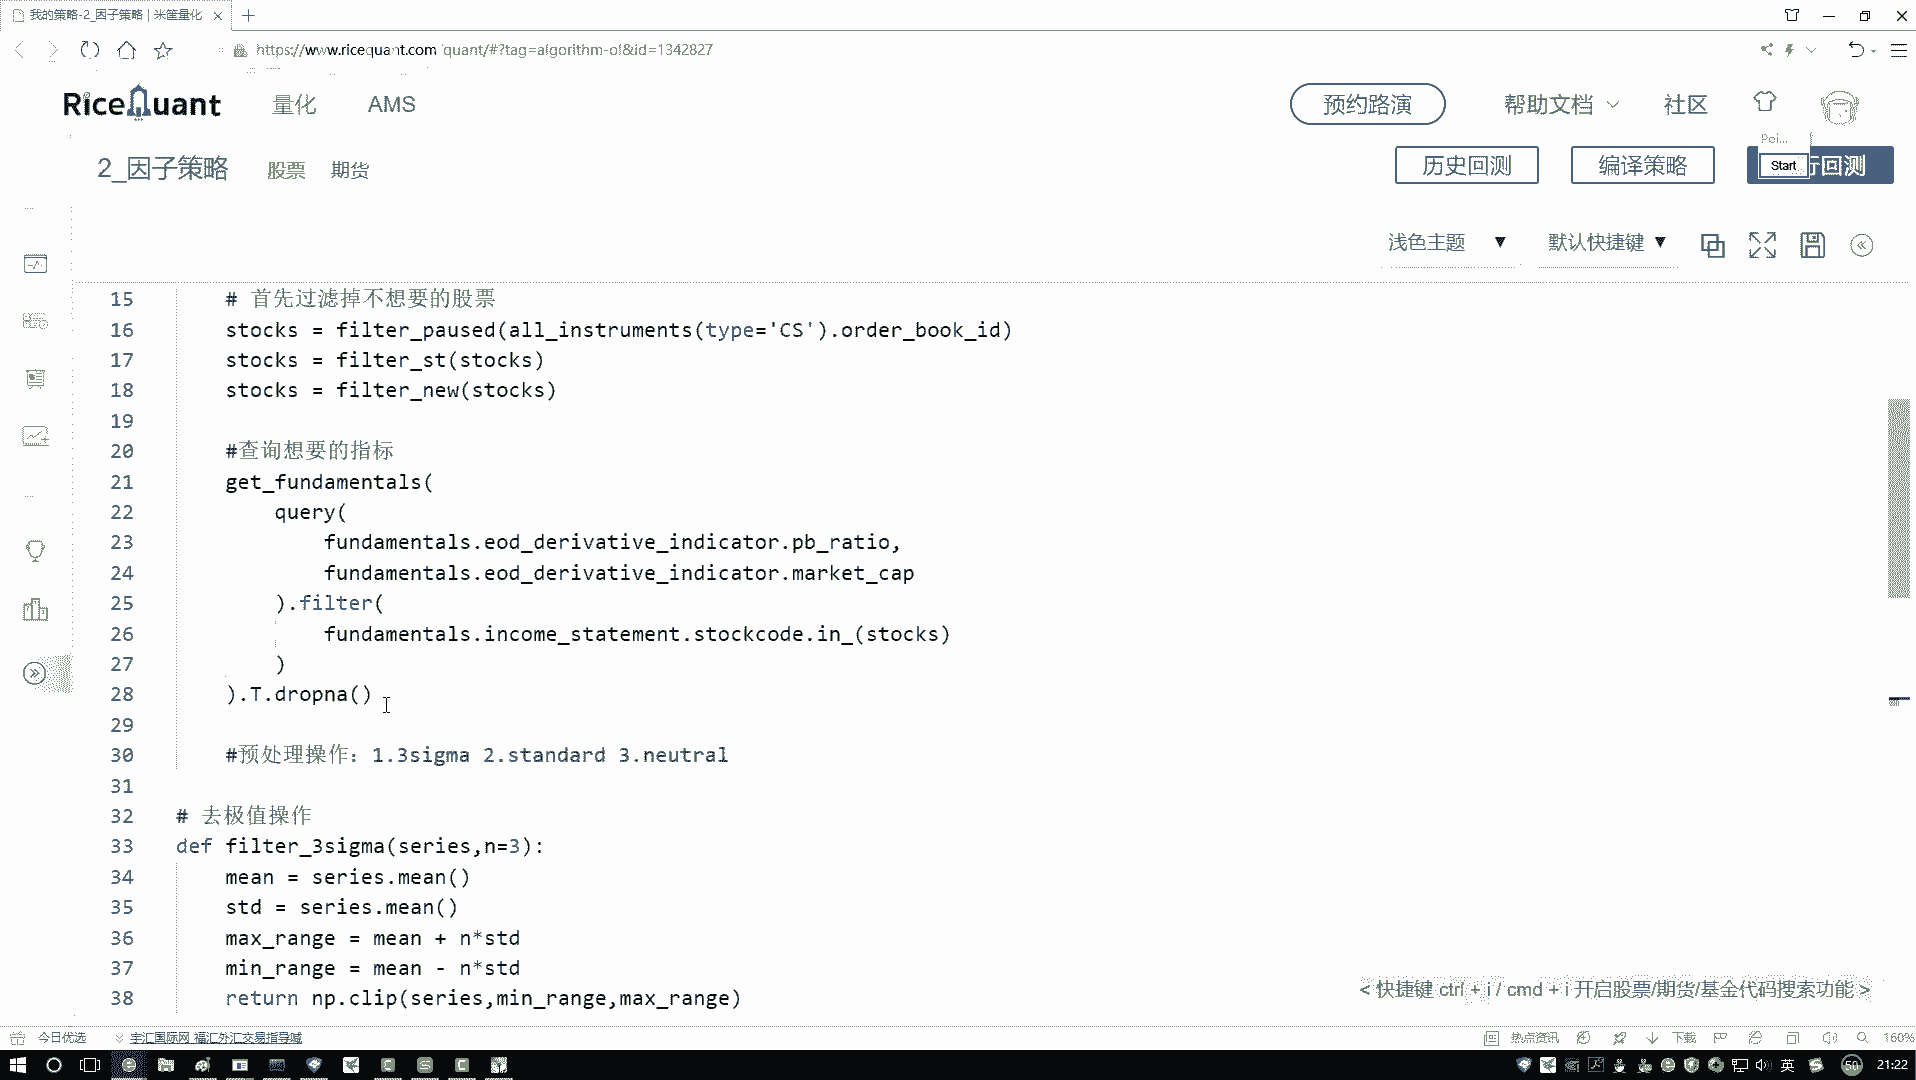 我的策略-2_因子策略 | 米筐量化
https://www.ricequant.com/quant/#?tag=algorithm-of&id=1342827
RiceQuant 量化 AMS 预约路演 帮助文档 社区
Poi...
2_因子策略 股票 期货 历史回测 编译策略 Start 行回测
浅色主题 ▼ 默认快捷键 ▼
15 # 首先过滤掉不想要的股票
16 stocks = filter_paused(all_instruments(type='CS').order_book_id)
17 stocks = filter_st(stocks)
18 stocks = filter_new(stocks)
19
20 #查询想要的指标
21 get_fundamentals(
22 query(
23 fundamentals.eod_derivative_indicator.pb_ratio,
24 fundamentals.eod_derivative_indicator.market_cap
25 ).filter(
26 fundamentals.income_statement.stockcode.in_(stocks)
27 )
28 ).T.dropna()
29
30 #预处理操作：1.3sigma 2.standard 3.neutral
31
32 # 去极值操作
33 def filter_3sigma(series,n=3):
34 mean = series.mean()
35 std = series.mean()
36 max_range = mean + n*std
37 min_range = mean - n*std
38 return np.clip(series,min_range,max_range)
< 快捷键 ctrl + i / cmd + i 开启股票/期货/基金代码搜索功能 >
今日优选 宇汇国际网_福汇外汇交易指导喊 热点资讯 下载 160%
英 50 21:22